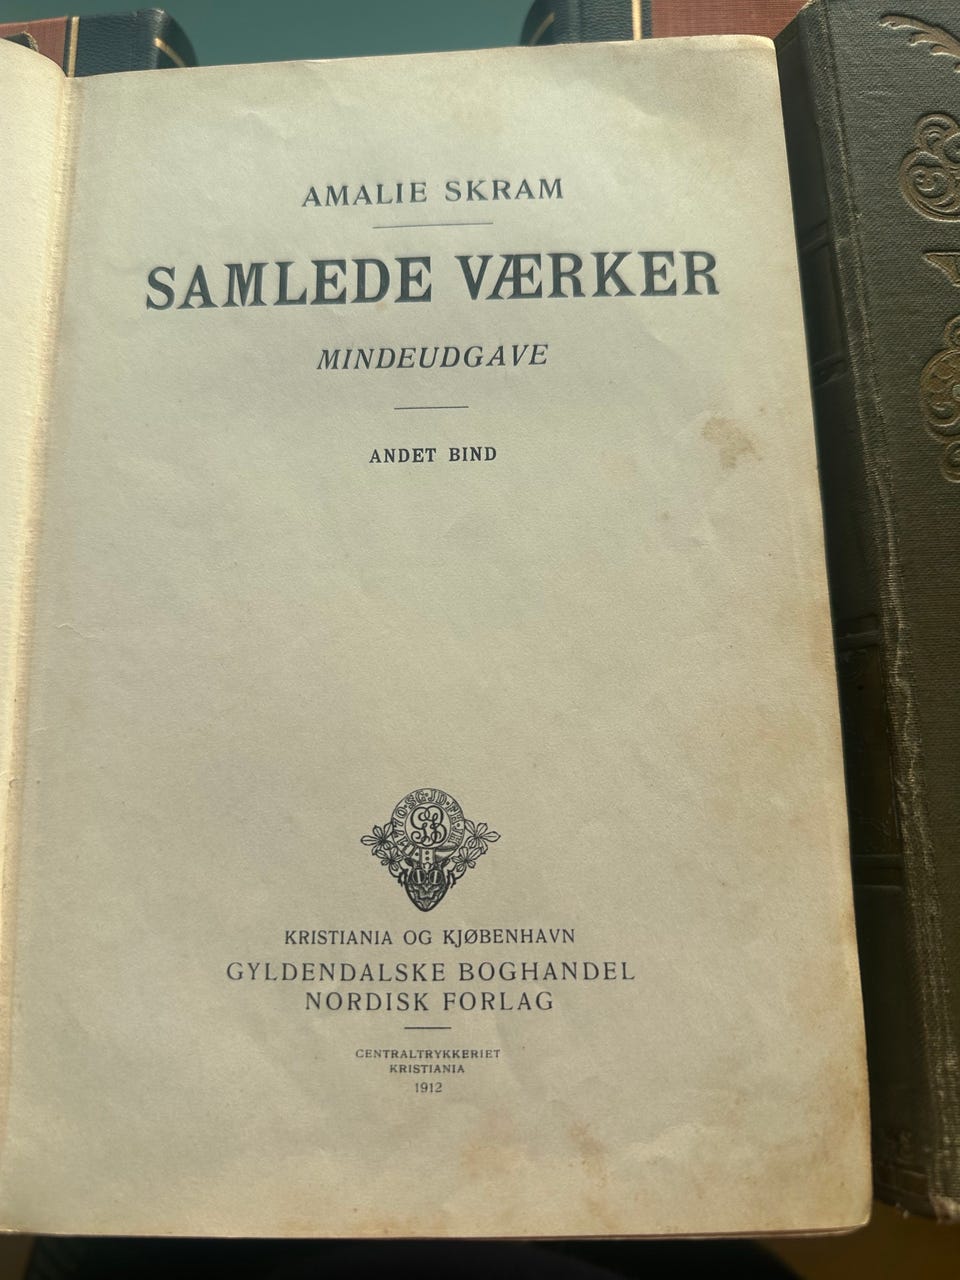 AMALIE SKRAM
SAMLEDE VÆRKER
MINDEUDGAVE
ANDET BIND
KRISTIANIA OG KJØBENHAVN
GYLDENDALSKE BOGHANDEL
NORDISK FORLAG
CENTRALTRYKKERIET
KRISTIANIA
1912